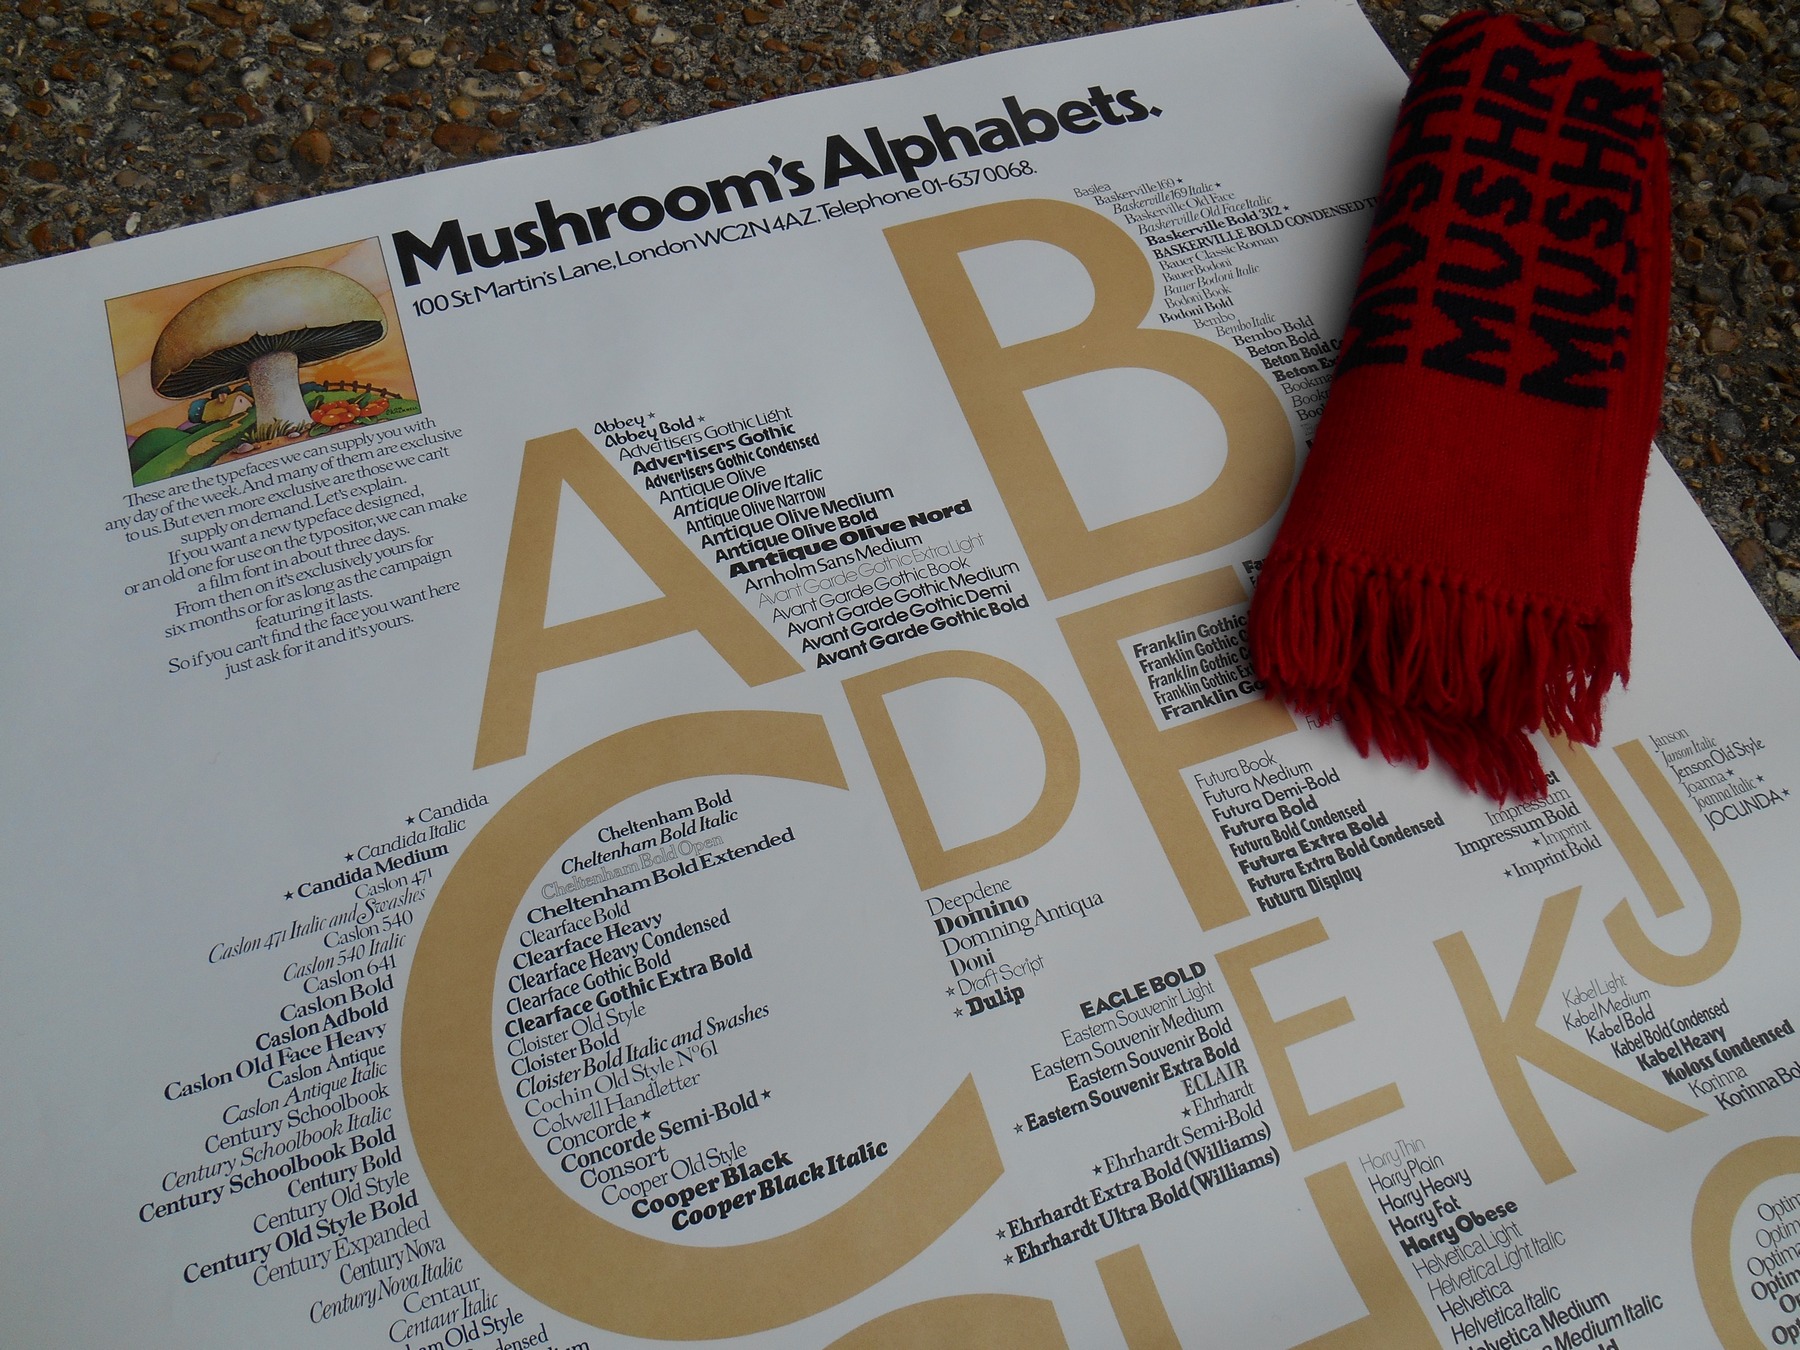 Mushroom's Alphabets.
100 St Martin's Lane, London WC2N 4AZ. Telephone 01-637 0068.
These are the typefaces we can supply you with
any day of the week. And many of them are exclusive
to us. But even more exclusive are those we can't
supply on demand. Let's explain.
If you want a new typeface designed,
or an old one for use on the typositor, we can make
a film font in about three days.
From then on it's exclusively yours for
six months or for as long as the campaign
featuring it lasts.
So if you can't find the face you want here
just ask for it and it's yours.
A
Abbey ★
Abbey Bold ★
Advertisers Gothic Light
Advertisers Gothic
Advertisers Gothic Condensed
Antique Olive
Antique Olive Italic
Antique Olive Narrow
Antique Olive Medium
Antique Olive Bold
Antique Olive Nord
Arnholm Sans Medium
Avant Garde Gothic Extra Light
Avant Garde Gothic Book
Avant Garde Gothic Medium
Avant Garde Gothic Demi
Avant Garde Gothic Bold
B
Basilea
Baskerville 169 ★
Baskerville 169 Italic ★
Baskerville Old Face
Baskerville Old Face Italic
Baskerville Bold 312 ★
BASKERVILLE BOLD CONDENSED
Bauer Classic Roman
Bauer Bodoni
Bauer Bodoni Italic
Bodoni Book
Bodoni Bold
Bembo
Bembo Italic
Bembo Bold
Beton Bold
Beton Bold
Beton
MUSHR
MUSHR
MUSHR
C
★ Candida
★ Candida Italic
★ Candida Medium
Caslon 471
Caslon 471 Italic and Swashes
Caslon 540
Caslon 540 Italic
Caslon 641
Caslon Bold
Caslon Adbold
Caslon Old Face Heavy
Caslon Antique
Caslon Antique Italic
Century Schoolbook
Century Schoolbook Italic
Century Schoolbook Bold
Century Bold
Century Old Style
Century Old Style Bold
Century Expanded
Century Nova
Century Nova Italic
Centaur
Centaur Italic
Old Style
Cheltenham Bold
Cheltenham Bold Italic
Cheltenham Bold Open
Cheltenham Bold Extended
Clearface Bold
Clearface Heavy
Clearface Heavy Condensed
Clearface Gothic Bold
Clearface Gothic Extra Bold
Cloister Old Style
Cloister Bold
Cloister Bold Italic and Swashes
Cochin Old Style Nº 61
Colwell Handletter
Concorde ★
Concorde Semi-Bold ★
Consort
Cooper Old Style
Cooper Black
Cooper Black Italic
D
Deepdene
Domino
Domning Antiqua
Doni
★ Draft Script
★ Dulip
E
EAGLE BOLD
Eastern Souvenir Light
Eastern Souvenir Medium
Eastern Souvenir Bold
★ Eastern Souvenir Extra Bold
ECLAIR
★ Ehrhardt
★ Ehrhardt Semi-Bold
★ Ehrhardt Extra Bold (Williams)
★ Ehrhardt Ultra Bold (Williams)
F
Franklin Gothic
Franklin Gothic
Franklin Gothic
Franklin Gothic
Franklin
Futura Book
Futura Medium
Futura Demi-Bold
Futura Bold
Futura Bold Condensed
Futura Extra Bold
Futura Extra Bold Condensed
Futura Display
H
Harry Thin
Harry Plain
Harry Heavy
Harry Fat
Harry Obese
Helvetica Light
Helvetica Light Italic
Helvetica
Helvetica Italic
Helvetica Medium
Medium Italic
I
Impressum
Impressum Bold
★ Imprint
★ Imprint Bold
J
Janson
Janson Italic
Jenson Old Style
Joanna ★
Joanna Italic ★
JOCUNDA ★
K
Kabel Light
Kabel Medium
Kabel Bold
Kabel Bold Condensed
Kabel Heavy
Koloss Condensed
Korinna
Korinna